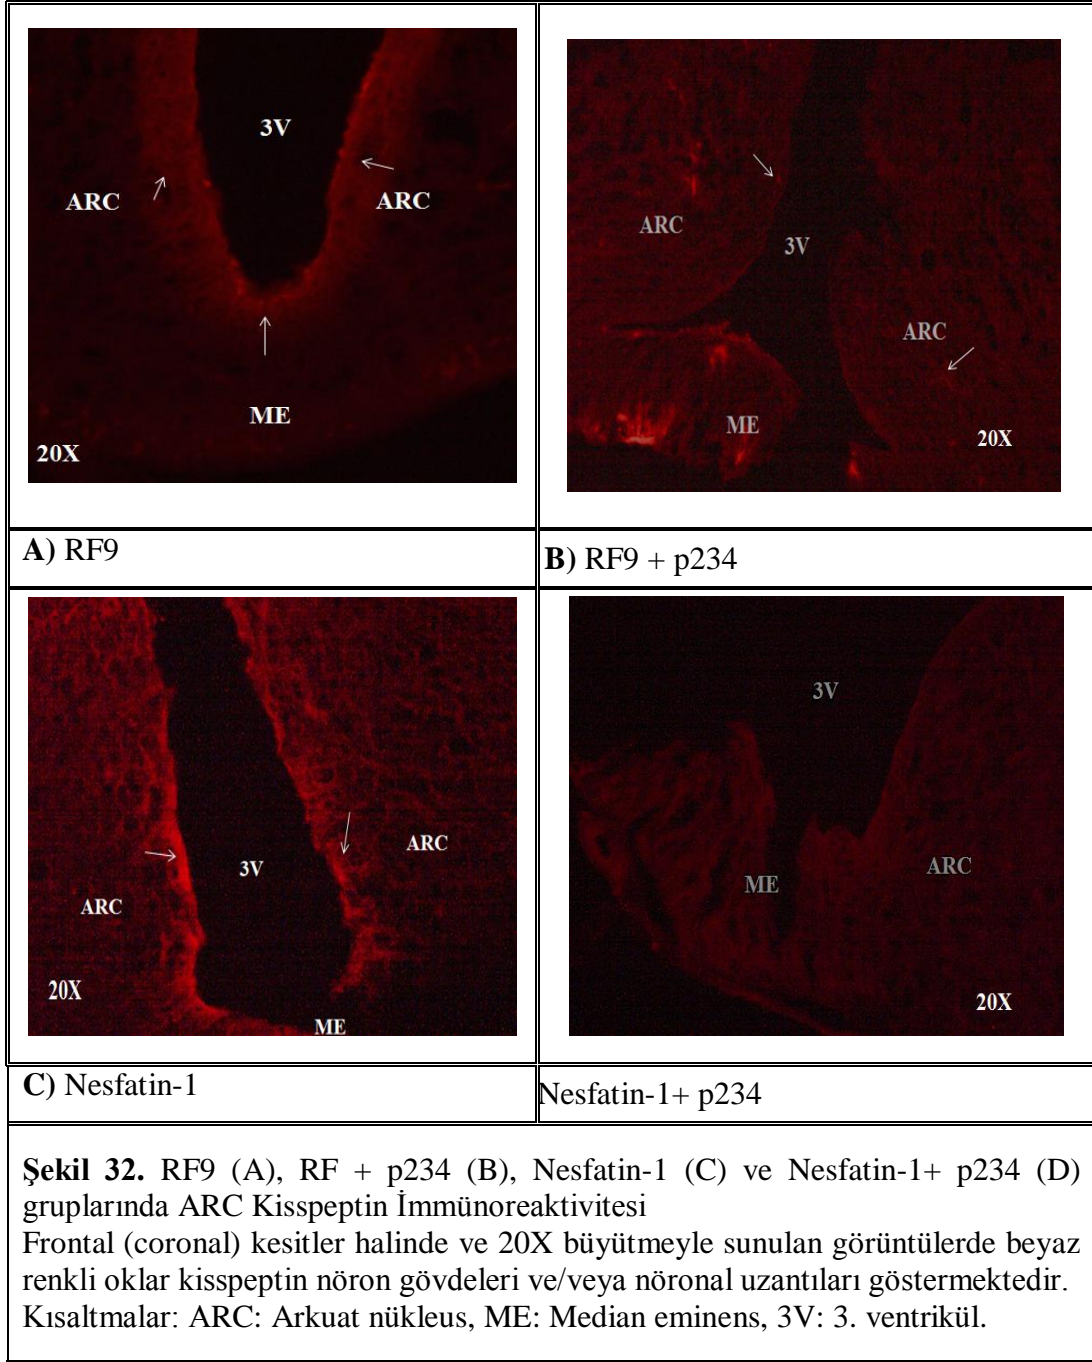 3V
ARC
ARC
ME
20X
ARC
3V
ARC
ME
20X
A) RF9
B) RF9 + p234
ARC
3V
ARC
20X
ME
3V
ARC
ME
20X
C) Nesfatin-1
Nesfatin-1+ p234
Şekil 32. RF9 (A), RF + p234 (B), Nesfatin-1 (C) ve Nesfatin-1+ p234 (D)
gruplarında ARC Kisspeptin İmmünoreaktivitesi
Frontal (coronal) kesitler halinde ve 20X büyütmeyle sunulan görüntülerde beyaz
renkli oklar kisspeptin nöron gövdeleri ve/veya nöronal uzantıları göstermektedir.
Kısaltmalar: ARC: Arkuat nükleus, ME: Median eminens, 3V: 3. ventrikül.